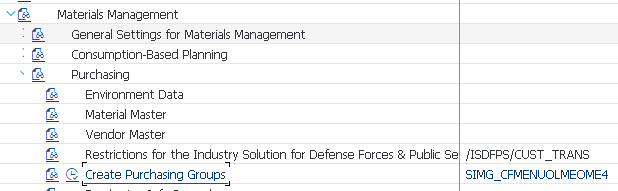 Materials Management
General Settings for Materials Management
Consumption-Based Planning
Purchasing
Environment Data
Material Master
Vendor Master
Restrictions for the Industry Solution for Defense Forces & Public Se /ISDFPS/CUST_TRANS
Create Purchasing Groups SIMG_CFMENUOLMEOME4